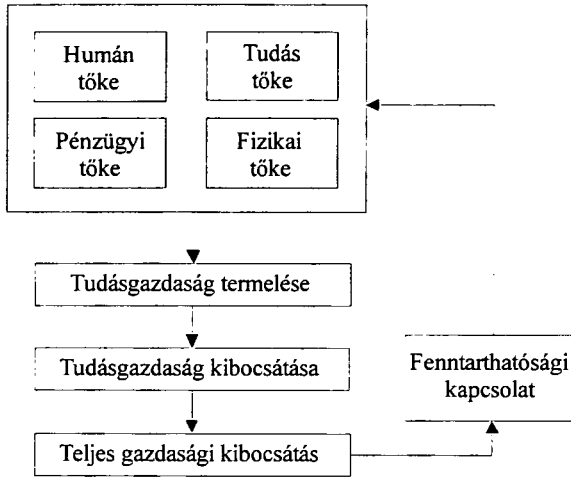 Humán
tőke
Tudás
tőke
Pénzügyi
tőke
Fizikai
tőke
Tudásgazdaság termelése
Tudásgazdaság kibocsátása
Teljes gazdasági kibocsátás
Fenntarthatósági
kapcsolat